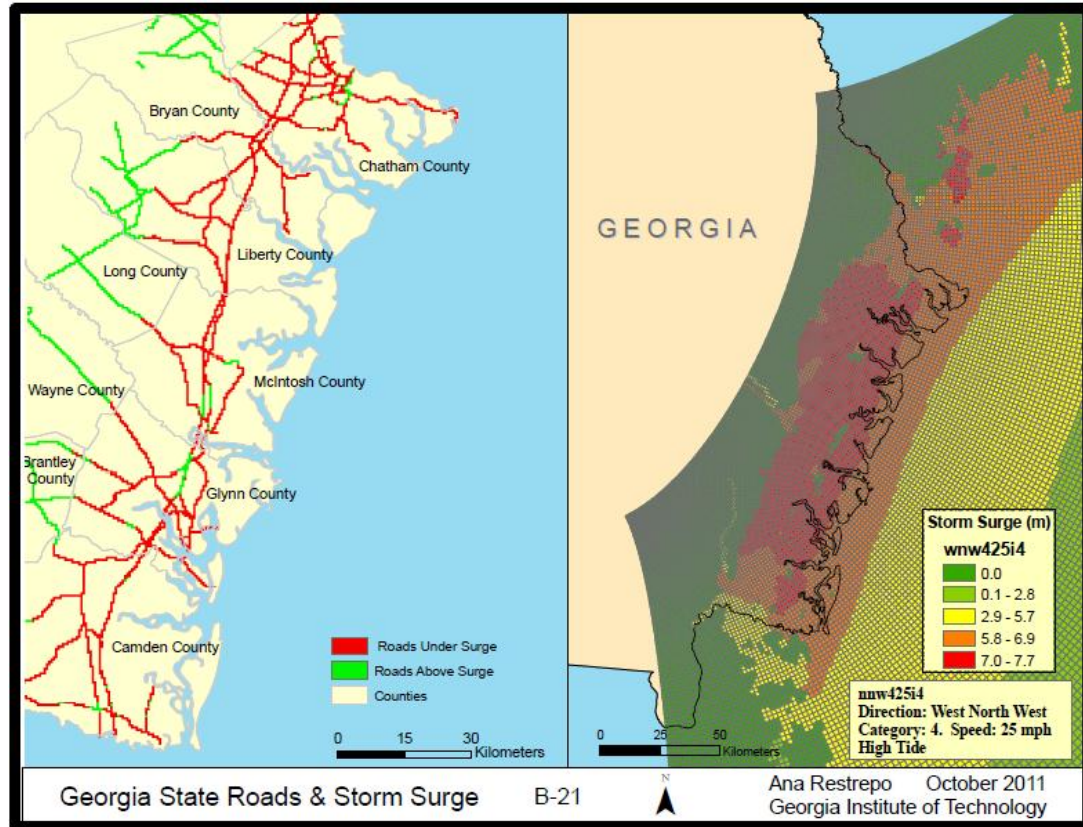 Bryan County
Chatham County
Liberty County
Long County
McIntosh County
Wayne County
Brantley
County
Glynn County
Camden County
Roads Under Surge
Roads Above Surge
Counties
0 15 30
Kilometers
GEORGIA
Storm Surge (m)
wnw425i4
0.0
0.1 - 2.8
2.9 - 5.7
5.8 - 6.9
7.0 - 7.7
nnw425i4
Direction: West North West
Category: 4. Speed: 25 mph
High Tide
0 25 50
Kilometers
Georgia State Roads & Storm Surge B-21
N
Ana Restrepo October 2011
Georgia Institute of Technology